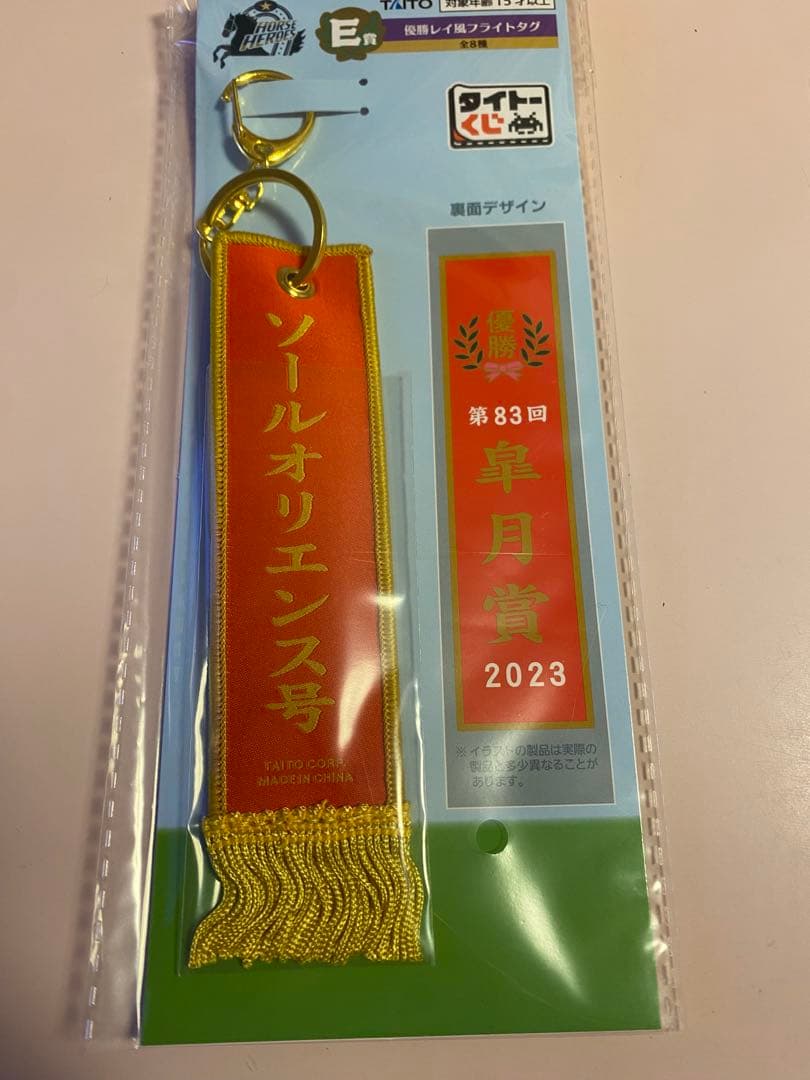 HORSE
HEROES
TAITO
対象年齢15才以上
E賞
優勝レイ風フライトタグ
全8種
タイトー
くじ
裏面デザイン
ソールオリエンス号
TAITO CORP.
MADE IN CHINA
優勝
第83回
皐月賞
2023
※イラストの製品は実際の
製品と多少異なることが
あります。